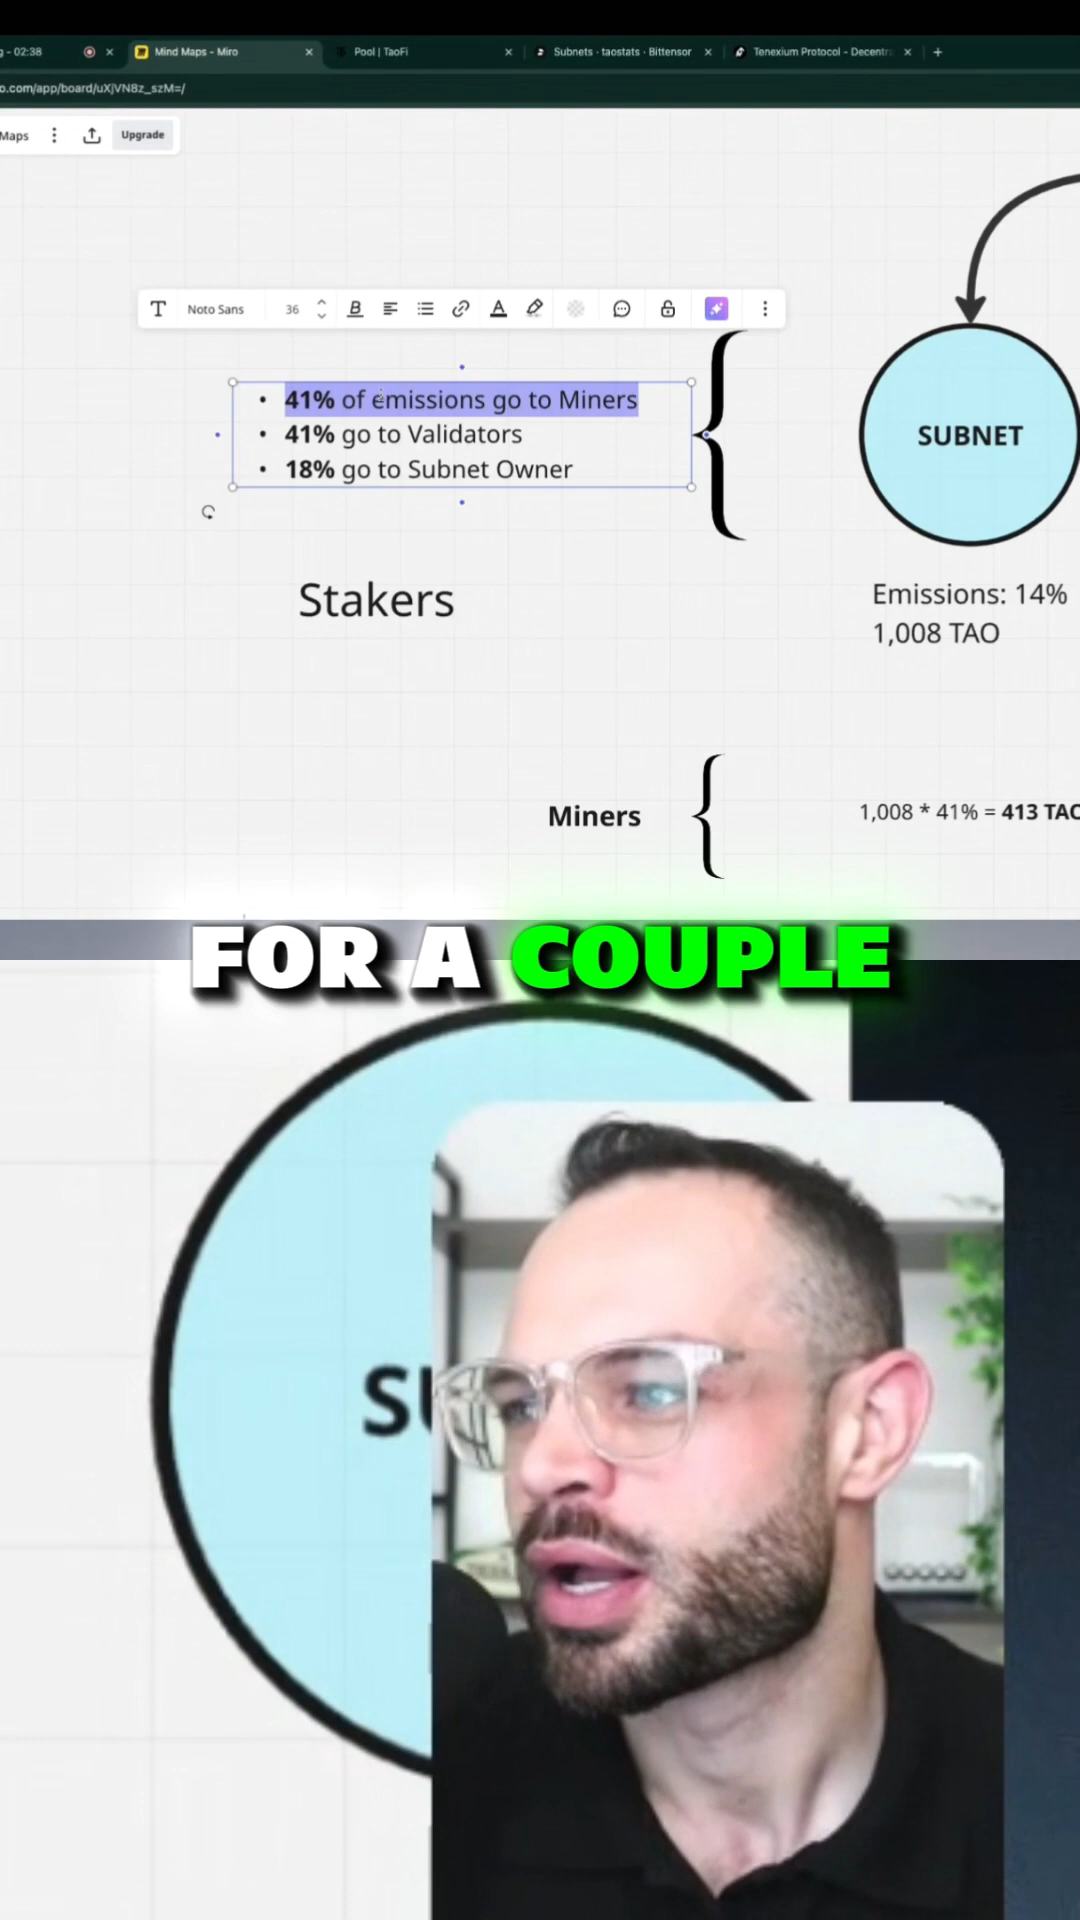 g - 02:38
Mind Maps - Miro
Pool | TaoFi
Subnets · taostats · Bittensor
Tenexium Protocol - Decentr
o.com/app/board/uXjVN8z_szM=/
Maps
Upgrade
Noto Sans
36
• 41% of emissions go to Miners
• 41% go to Validators
• 18% go to Subnet Owner
SUBNET
Stakers
Emissions: 14%
1,008 TAO
Miners
1,008 * 41% = 413 TAO
FOR A COUPLE
SU